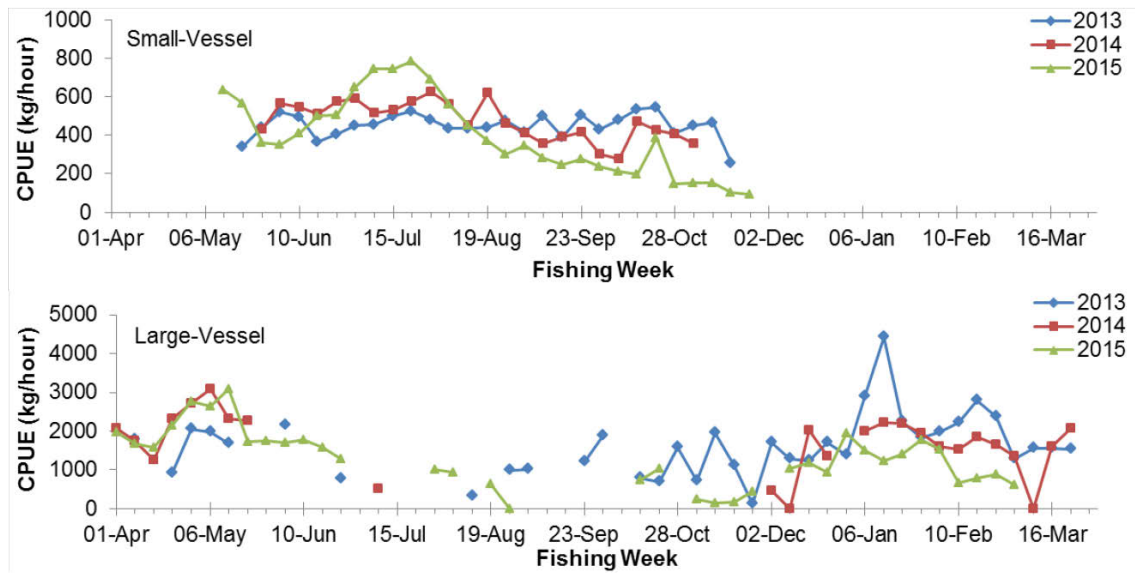 Small-Vessel
2013
2014
2015
CPUE (kg/hour)
1000
800
600
400
200
0
01-Apr 06-May 10-Jun 15-Jul 19-Aug 23-Sep 28-Oct 02-Dec 06-Jan 10-Feb 16-Mar
Fishing Week
Large-Vessel
2013
2014
2015
CPUE (kg/hour)
5000
4000
3000
2000
1000
0
01-Apr 06-May 10-Jun 15-Jul 19-Aug 23-Sep 28-Oct 02-Dec 06-Jan 10-Feb 16-Mar
Fishing Week